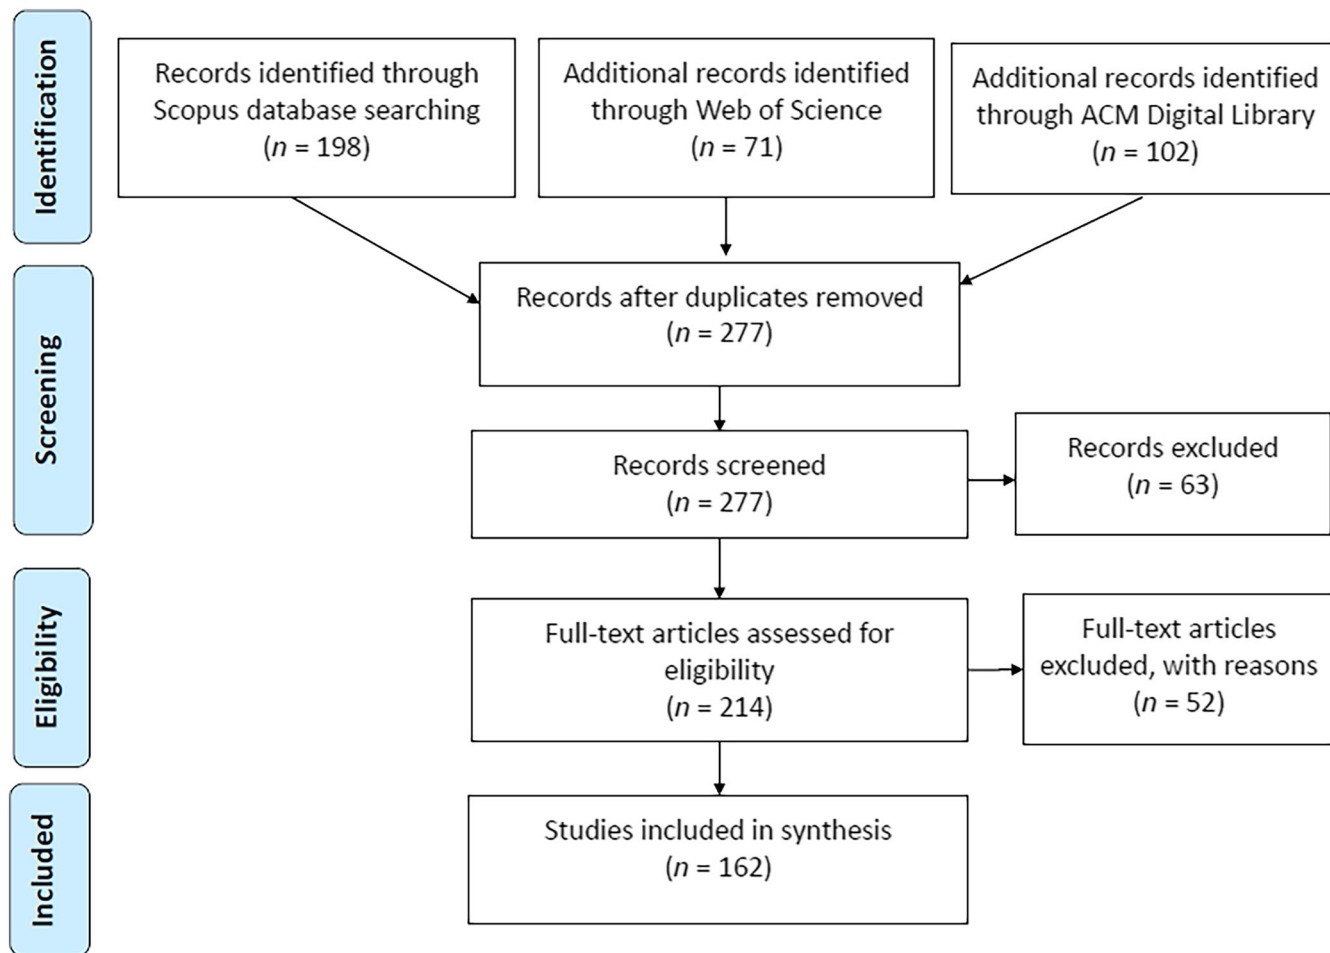 Identification
Records identified through
Scopus database searching
(n = 198)
Additional records identified
through Web of Science
(n = 71)
Additional records identified
through ACM Digital Library
(n = 102)
Screening
Records after duplicates removed
(n = 277)
Records screened
(n = 277)
Records excluded
(n = 63)
Eligibility
Full-text articles assessed for
eligibility
(n = 214)
Full-text articles
excluded, with reasons
(n = 52)
Included
Studies included in synthesis
(n = 162)